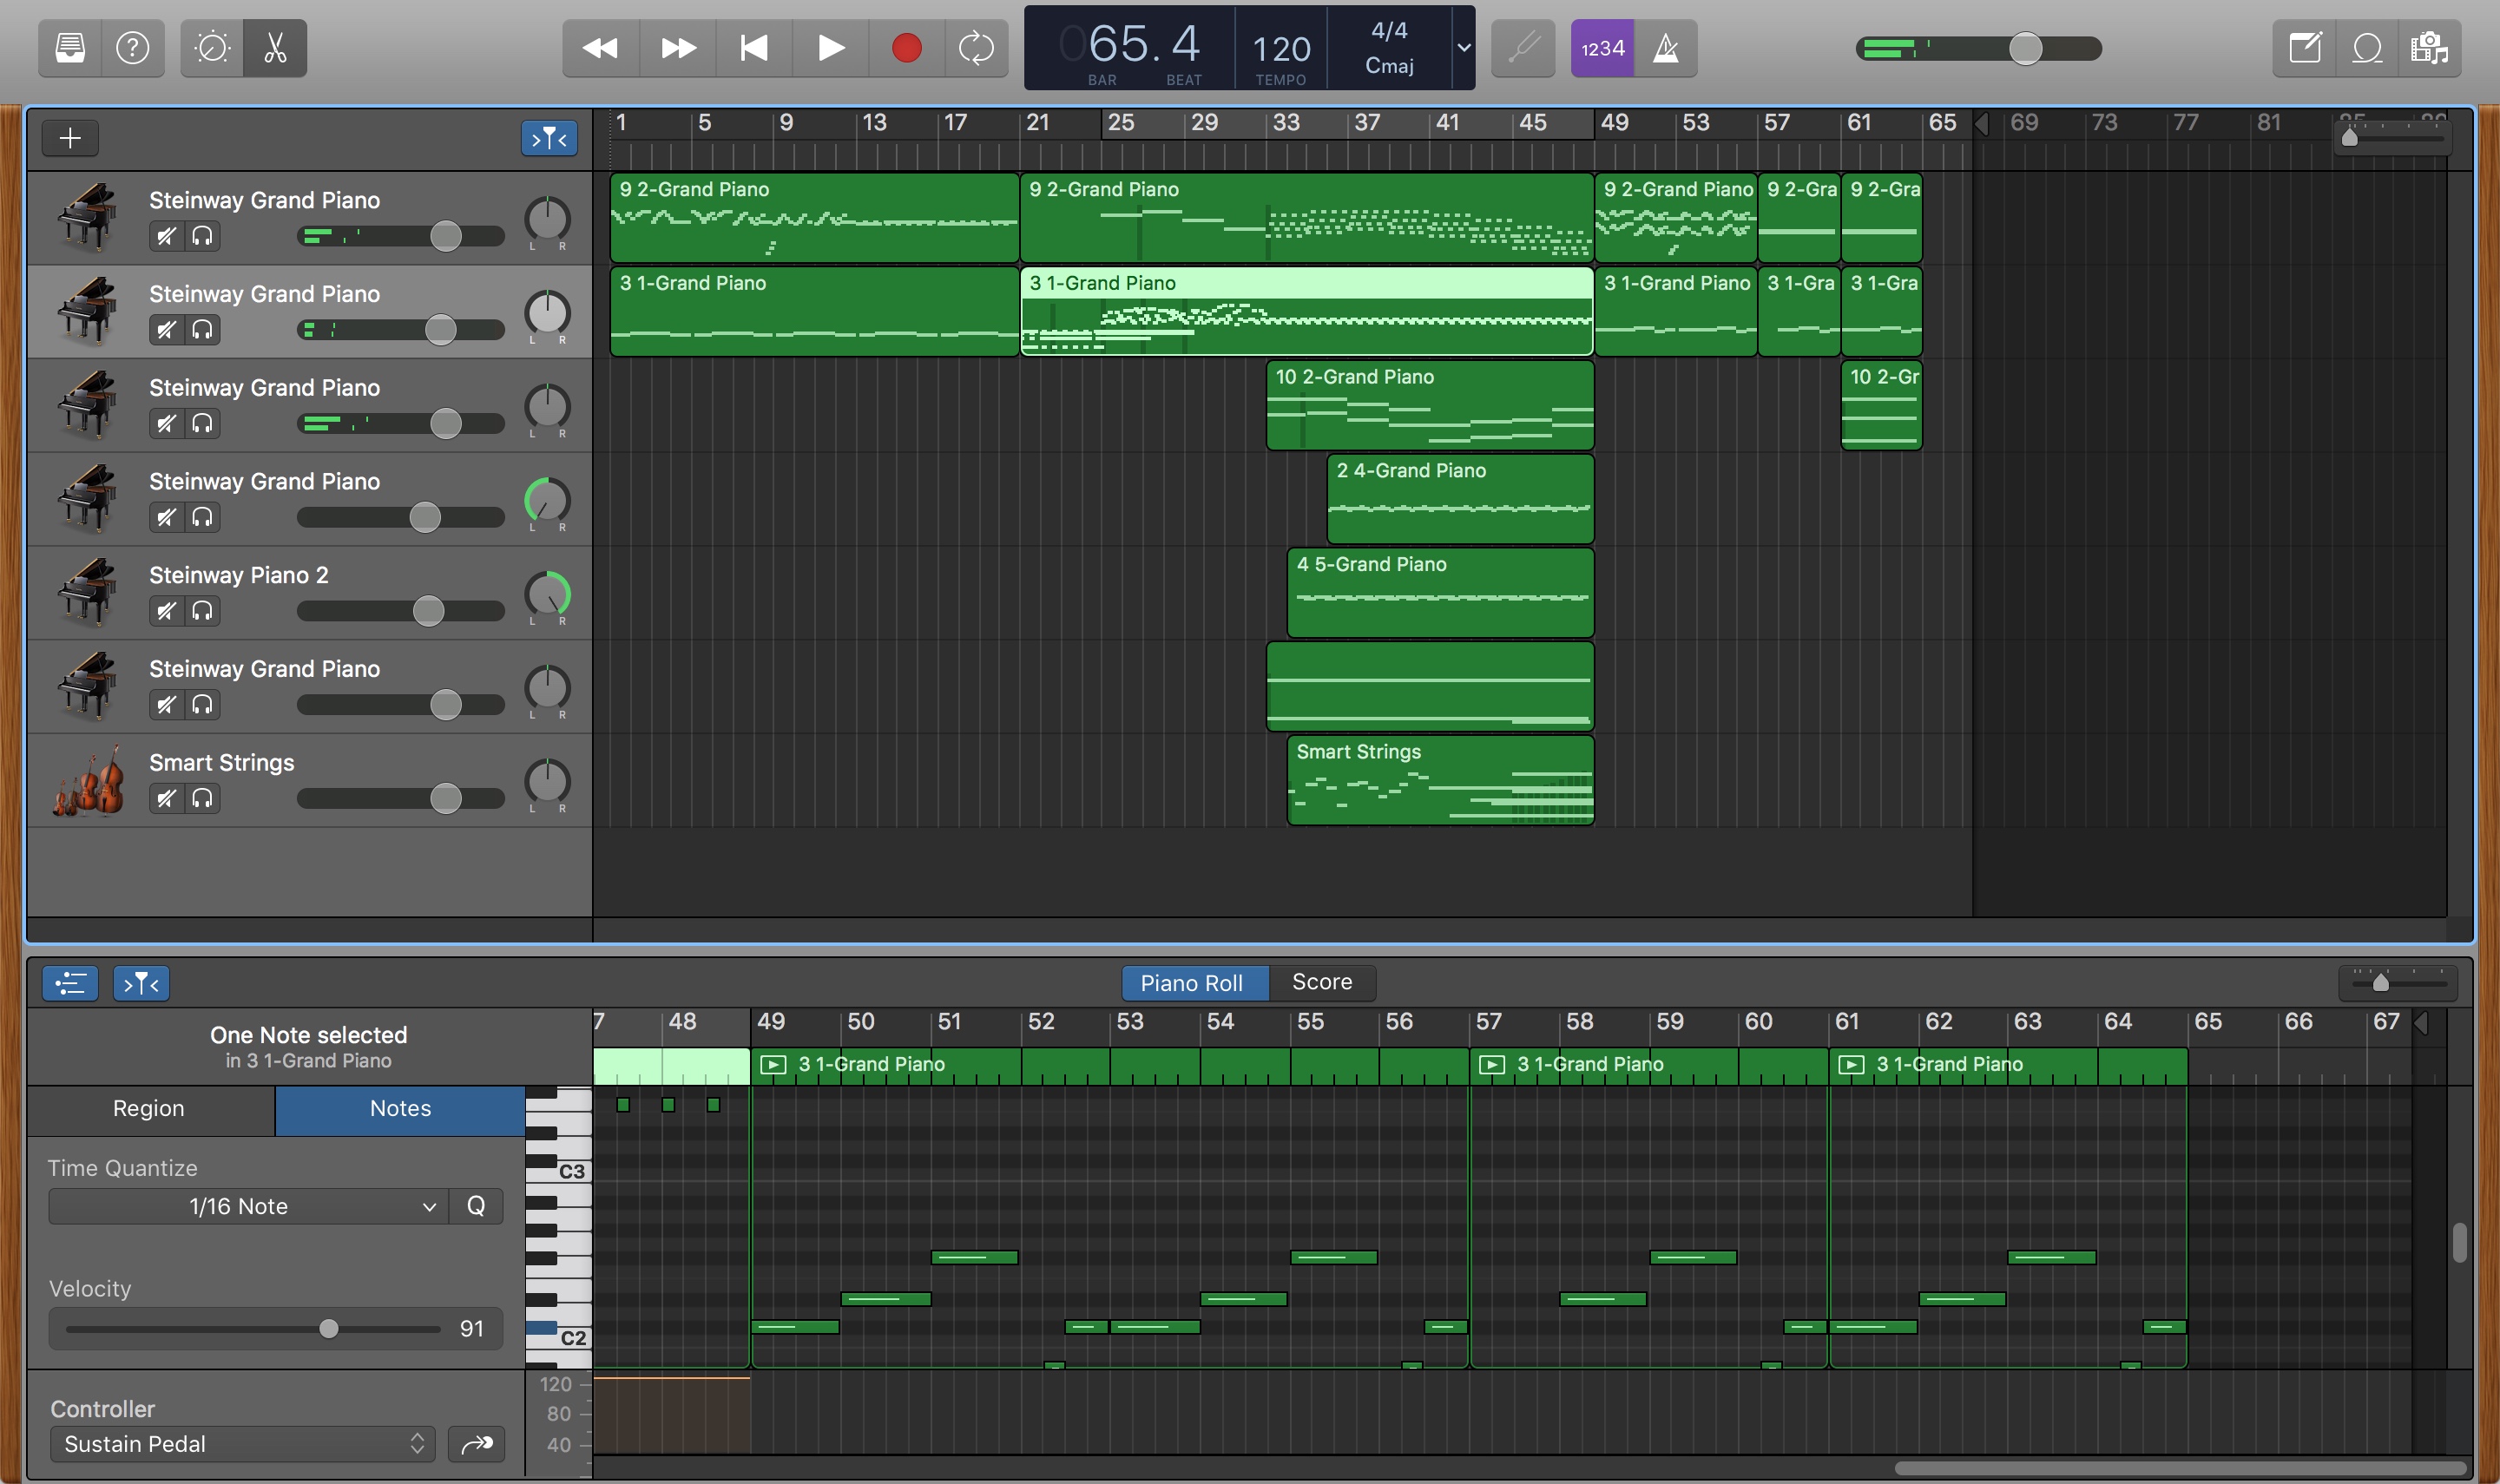 065.4
BAR BEAT
120
TEMPO
4/4
Cmaj
1234
1 5 9 13 17 21 25 29 33 37 41 45 49 53 57 61 65 69 73 77 81
Steinway Grand Piano
L R
9 2-Grand Piano
9 2-Grand Piano
9 2-Grand Piano
9 2-Gra
9 2-Gra
Steinway Grand Piano
L R
3 1-Grand Piano
3 1-Grand Piano
3 1-Grand Piano
3 1-Gra
3 1-Gra
Steinway Grand Piano
L R
10 2-Grand Piano
10 2-Gr
Steinway Grand Piano
L R
2 4-Grand Piano
Steinway Piano 2
L R
4 5-Grand Piano
Steinway Grand Piano
L R
Smart Strings
L R
Smart Strings
Piano Roll
Score
One Note selected
in 3 1-Grand Piano
7 48 49 50 51 52 53 54 55 56 57 58 59 60 61 62 63 64 65 66 67
3 1-Grand Piano
3 1-Grand Piano
3 1-Grand Piano
Region
Notes
Time Quantize
1/16 Note
Q
Velocity
91
C3
C2
Controller
Sustain Pedal
120
80
40